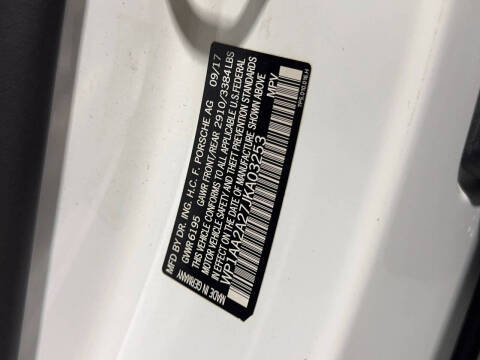 MFD BY DR. ING. H.C. F. PORSCHE AG 09/17
GWR 6195 GAWR FRONT/REAR 2910/3384 LBS
THIS VEHICLE CONFORMS TO ALL APPLICABLE U.S. FEDERAL
MOTOR VEHICLE SAFETY AND THEFT PREVENTION STANDARDS
IN EFFECT ON THE DATE OF MANUFACTURE SHOWN ABOVE
WP1AA2A27JKA03253 MPV
MADE IN GERMANY